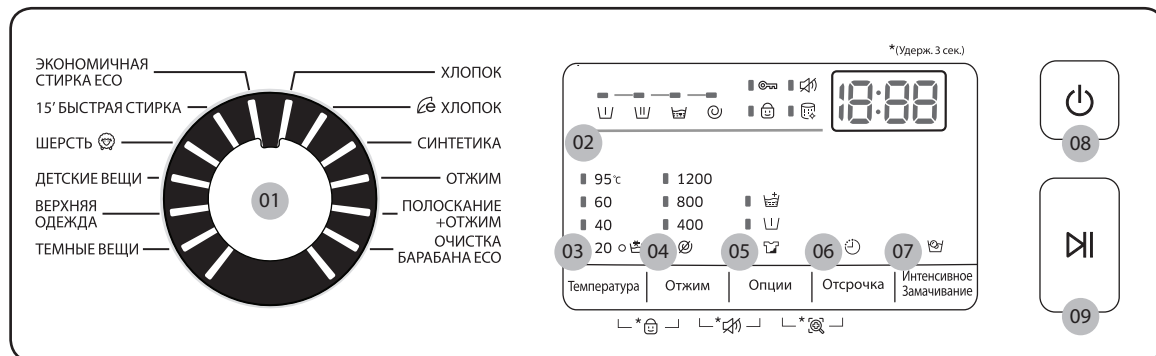 *(Удерж. 3 сек.)
ЭКОНОМИЧНАЯ
СТИРКА ECO
15’ БЫСТРАЯ СТИРКА
ШЕРСТЬ
ДЕТСКИЕ ВЕЩИ
ВЕРХНЯЯ
ОДЕЖДА
ТЕМНЫЕ ВЕЩИ
01
ХЛОПОК
e ХЛОПОК
СИНТЕТИКА
ОТЖИМ
ПОЛОСКАНИЕ
+ОТЖИМ
ОЧИСТКА
БАРАБАНА ECO
18:88
02
95℃ 1200
60 800
40 400
20
03 04 05 06 07
Температура Отжим Опции Отсрочка Интенсивное
Замачивание
* * *
08
09